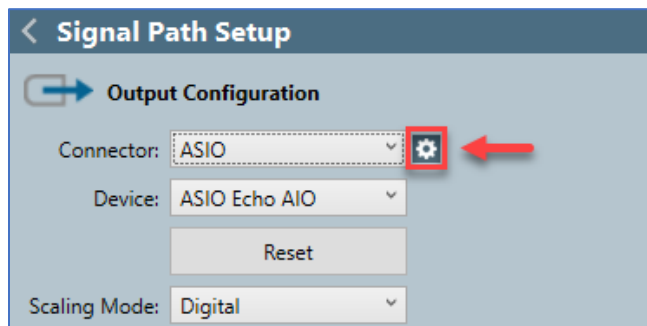 Signal Path Setup
Output Configuration
Connector: ASIO
Device: ASIO Echo AIO
Reset
Scaling Mode: Digital